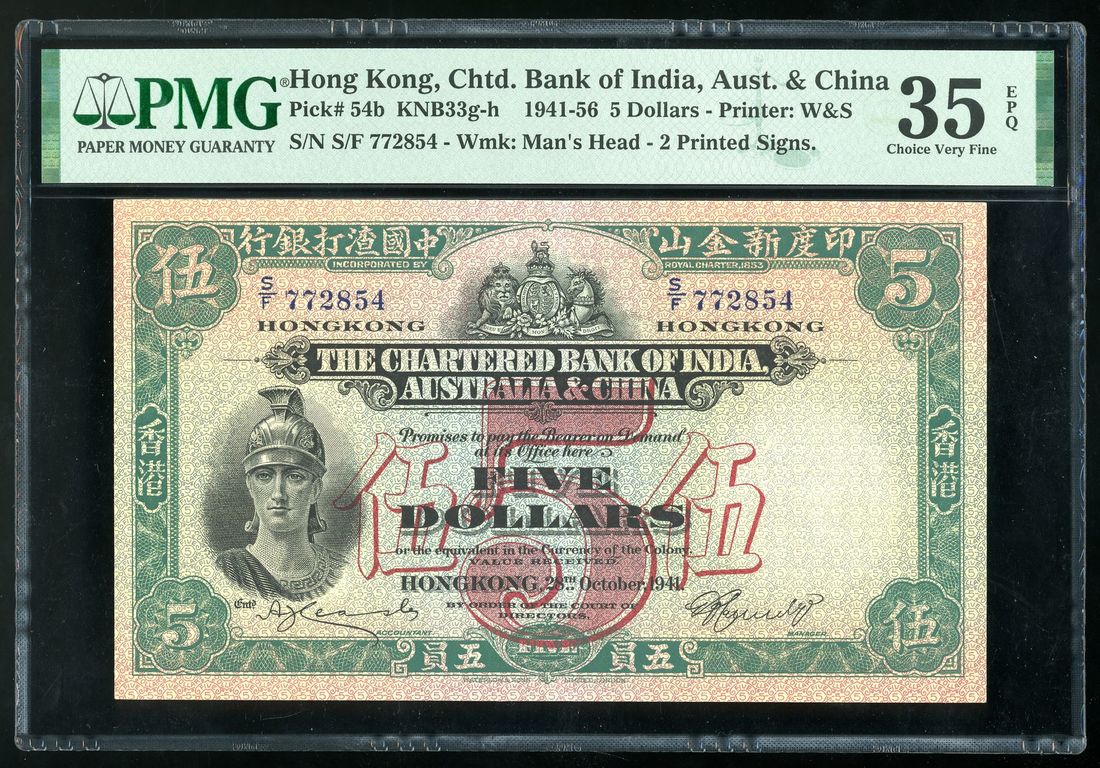 PMG®
PAPER MONEY GUARANTY
Hong Kong, Chtd. Bank of India, Aust. & China
Pick# 54b KNB33g-h 1941-56 5 Dollars - Printer: W&S
S/N S/F 772854 - Wmk: Man's Head - 2 Printed Signs.
35 EPQ
Choice Very Fine
行銀打渣國中 山金新度印
伍 5
INCORPORATED BY ROYAL CHARTER, 1853
S/F 772854 S/F 772854
HONGKONG HONGKONG
THE CHARTERED BANK OF INDIA,
AUSTRALIA & CHINA
Promises to pay the Bearer on Demand
at its Office here
香港 香港
伍 5 伍
FIVE
DOLLARS
or the equivalent in the Currency of the Colony.
VALUE RECEIVED.
HONGKONG, 28TH October, 1941
BY ORDER OF THE COURT OF
DIRECTORS.
Entd
ACCOUNTANT. MANAGER.
5 伍
員五 FIVE 員五